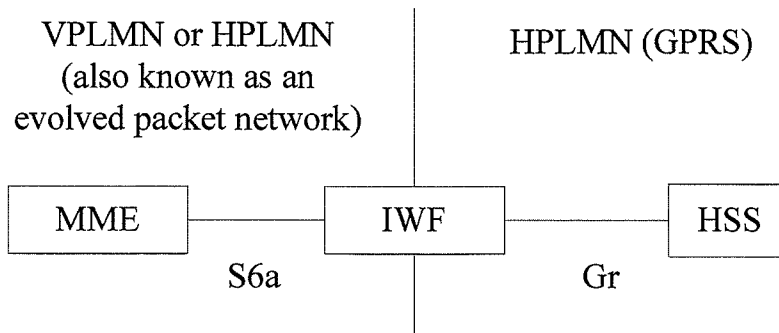 VPLMN or HPLMN
(also known as an
evolved packet network)
HPLMN (GPRS)
MME
IWF
HSS
S6a
Gr